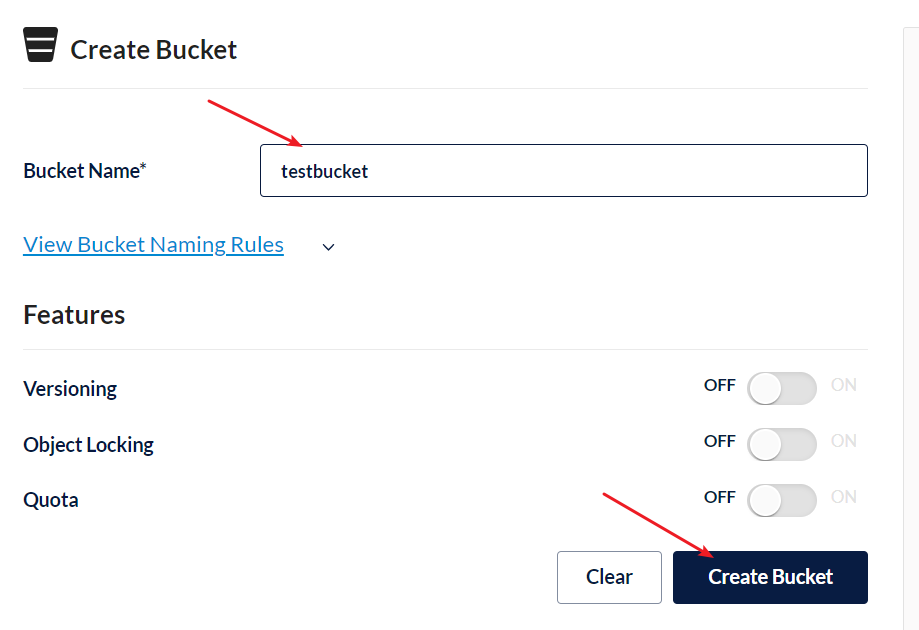 Create Bucket
Bucket Name*
testbucket
View Bucket Naming Rules
Features
Versioning
OFF ON
Object Locking
OFF ON
Quota
OFF ON
Clear
Create Bucket